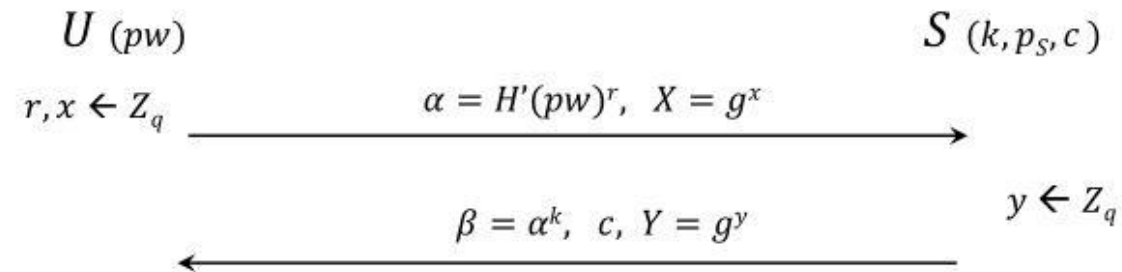 U (pw)    S (k, p_S, c)
r, x ← Z_q    α = H'(pw)^r,  X = g^x
y ← Z_q
β = α^k,  c, Y = g^y